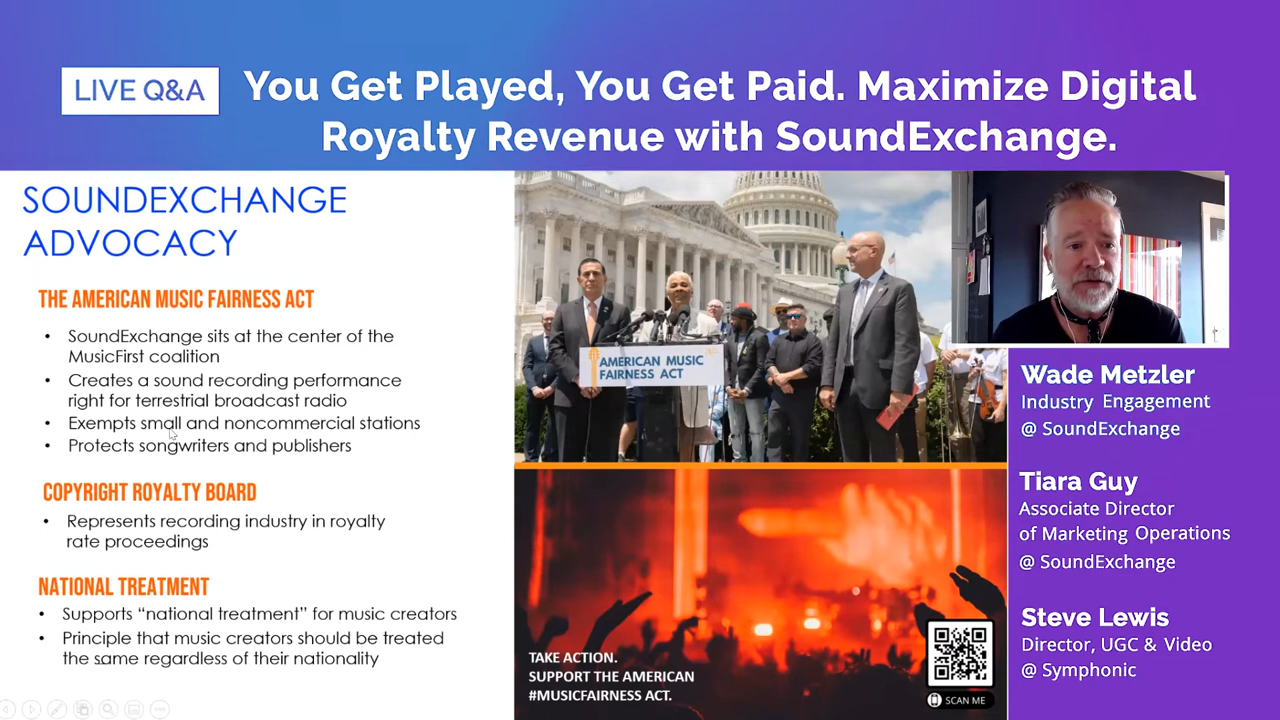 LIVE Q&A
You Get Played, You Get Paid. Maximize Digital
Royalty Revenue with SoundExchange.
SOUNDEXCHANGE
ADVOCACY
THE AMERICAN MUSIC FAIRNESS ACT
• SoundExchange sits at the center of the
MusicFirst coalition
• Creates a sound recording performance
right for terrestrial broadcast radio
• Exempts small and noncommercial stations
• Protects songwriters and publishers
COPYRIGHT ROYALTY BOARD
• Represents recording industry in royalty
rate proceedings
NATIONAL TREATMENT
• Supports “national treatment” for music creators
• Principle that music creators should be treated
the same regardless of their nationality
AMERICAN MUSIC
FAIRNESS ACT
TAKE ACTION.
SUPPORT THE AMERICAN
#MUSICFAIRNESS ACT.
SCAN ME
Wade Metzler
Industry Engagement
@ SoundExchange
Tiara Guy
Associate Director
of Marketing Operations
@ SoundExchange
Steve Lewis
Director, UGC & Video
@ Symphonic